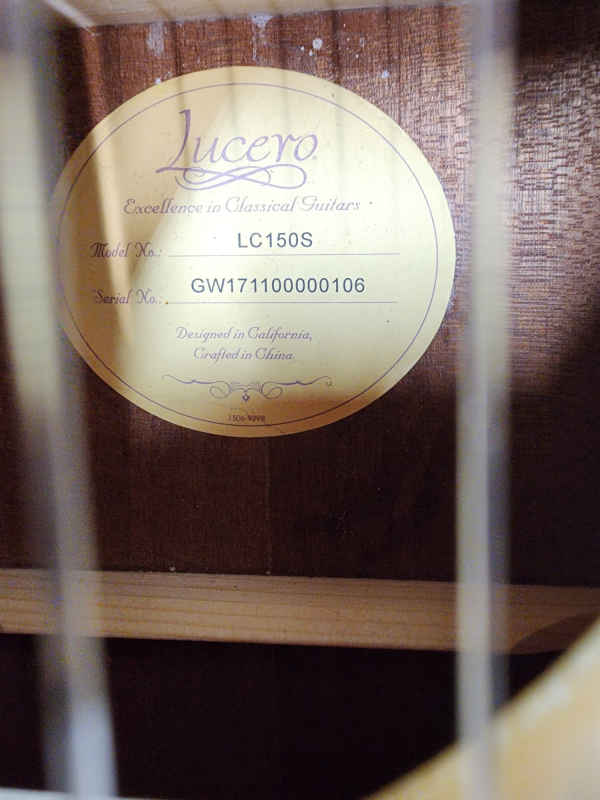 Lucero
Excellence in Classical Guitars
Model No.: LC150S
Serial No.: GW171100000106
Designed in California,
Crafted in China.